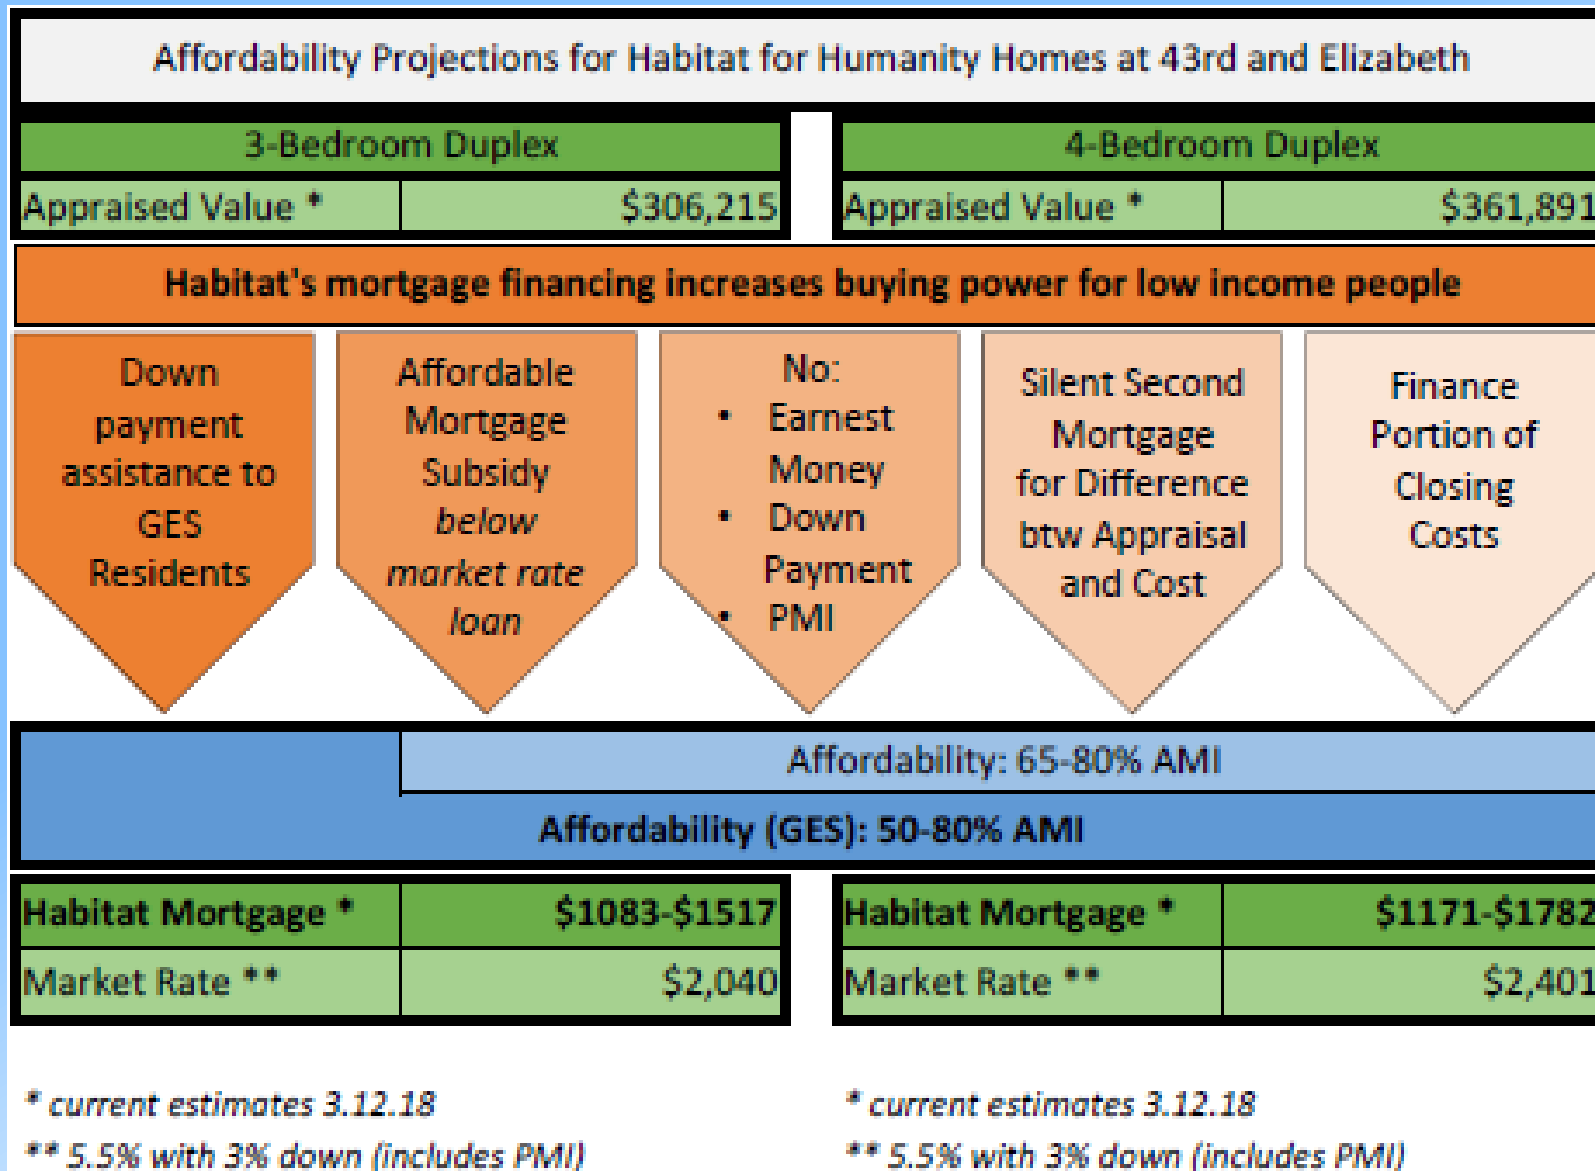 Affordability Projections for Habitat for Humanity Homes at 43rd and Elizabeth
3-Bedroom Duplex
Appraised Value * $306,215
4-Bedroom Duplex
Appraised Value * $361,891
Habitat's mortgage financing increases buying power for low income people
Down
payment
assistance to
GES
Residents
Affordable
Mortgage
Subsidy
below
market rate
loan
No:
• Earnest
Money
• Down
Payment
• PMI
Silent Second
Mortgage
for Difference
btw Appraisal
and Cost
Finance
Portion of
Closing
Costs
Affordability: 65-80% AMI
Affordability (GES): 50-80% AMI
Habitat Mortgage * $1083-$1517
Market Rate ** $2,040
Habitat Mortgage * $1171-$1782
Market Rate ** $2,401
* current estimates 3.12.18
** 5.5% with 3% down (includes PMI)
* current estimates 3.12.18
** 5.5% with 3% down (includes PMI)